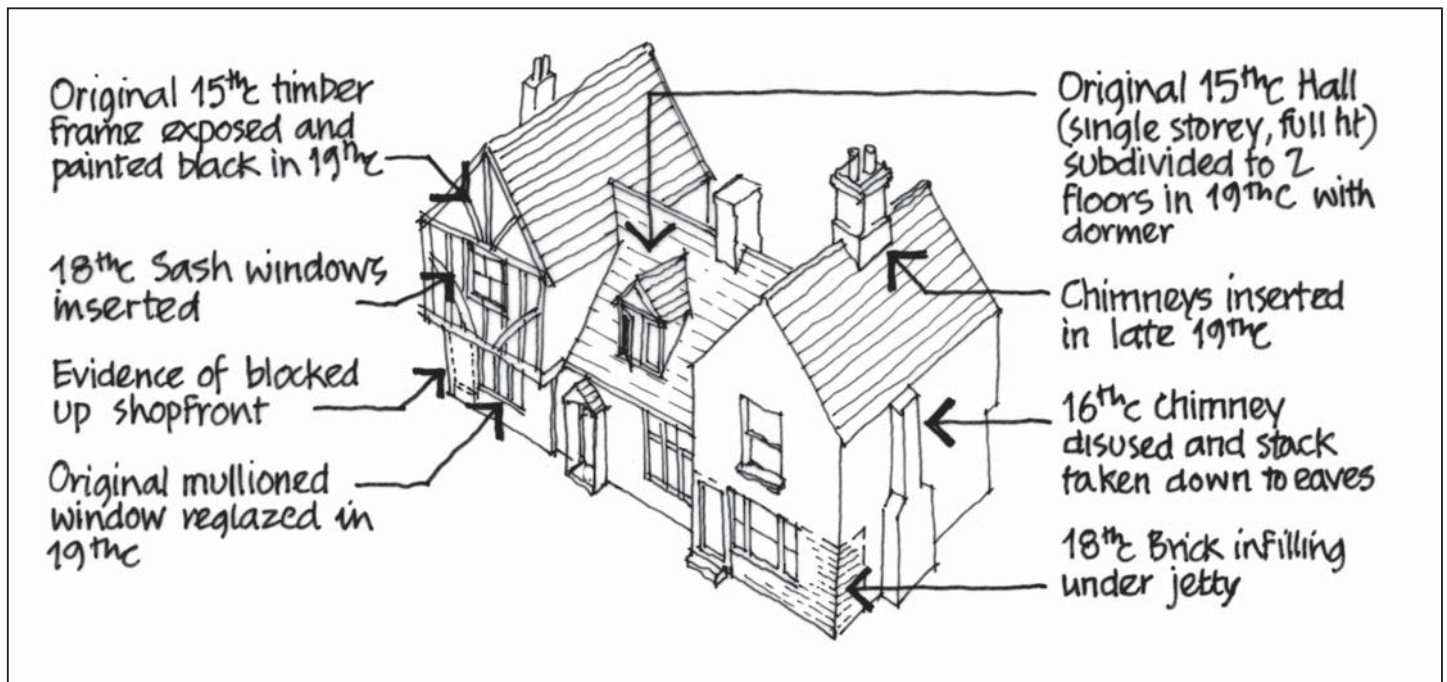 Original 15thc timber
frame exposed and
painted black in 19thc
18thc Sash windows
inserted
Evidence of blocked
up shopfront
Original mullioned
window reglazed in
19thc
Original 15thc Hall
(single storey, full ht)
subdivided to 2
floors in 19thc with
dormer
Chimneys inserted
in late 19thc
16thc Chimney
disused and stack
taken down to eaves
18thc Brick infilling
under jetty